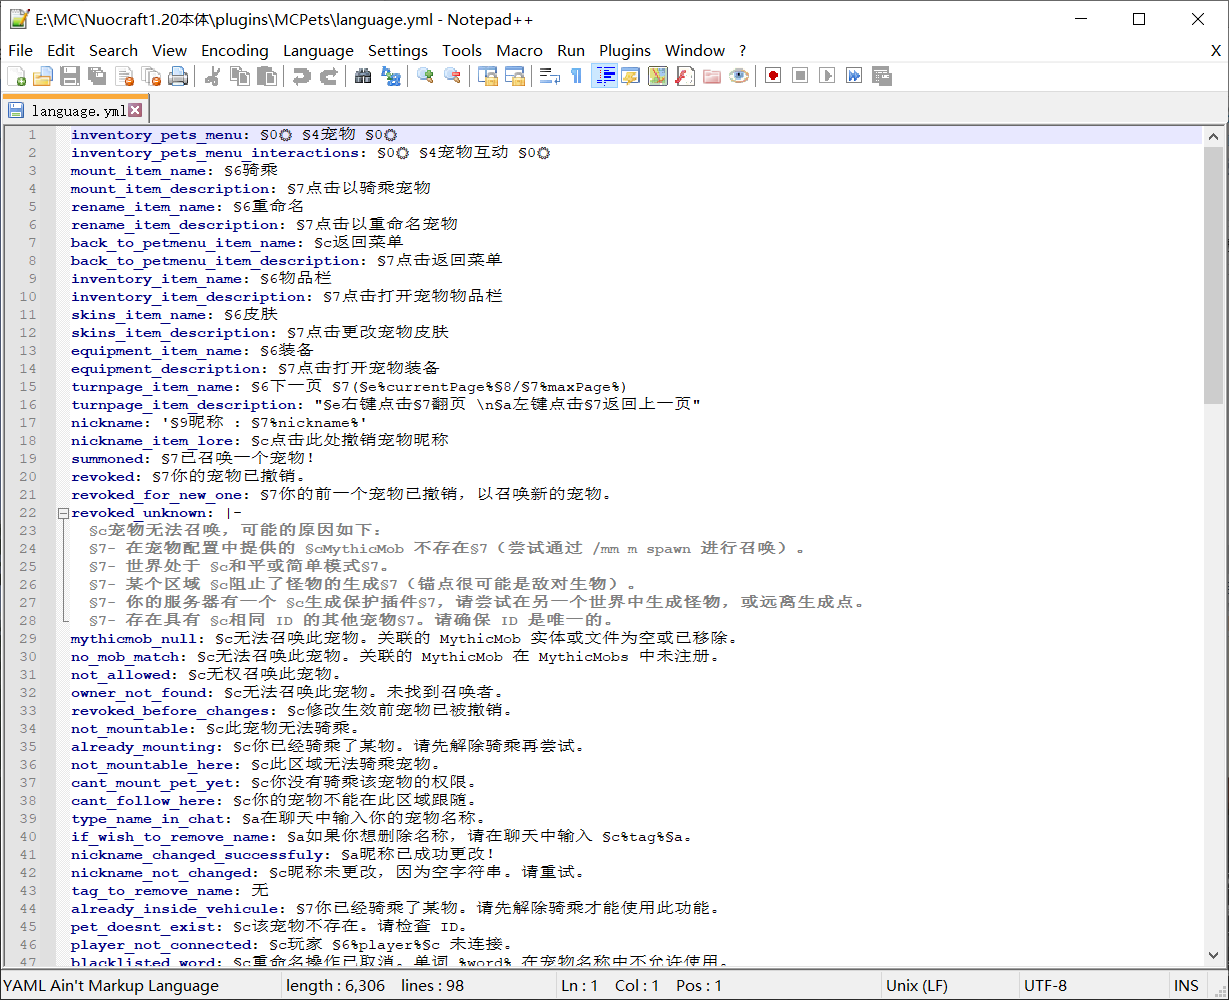 E:\MC\Nuocraft1.20本体\plugins\MCPets\language.yml - Notepad++
File Edit Search View Encoding Language Settings Tools Macro Run Plugins Window ? X
language.yml
1 inventory_pets_menu: §0۞ §4宠物 §0۞
2 inventory_pets_menu_interactions: §0۞ §4宠物互动 §0۞
3 mount_item_name: §6骑乘
4 mount_item_description: §7点击以骑乘宠物
5 rename_item_name: §6重命名
6 rename_item_description: §7点击以重命名宠物
7 back_to_petmenu_item_name: §c返回菜单
8 back_to_petmenu_item_description: §7点击返回菜单
9 inventory_item_name: §6物品栏
10 inventory_item_description: §7点击打开宠物物品栏
11 skins_item_name: §6皮肤
12 skins_item_description: §7点击更改宠物皮肤
13 equipment_item_name: §6装备
14 equipment_description: §7点击打开宠物装备
15 turnpage_item_name: §6下一页 §7(§e%currentPage%§8/§7%maxPage%)
16 turnpage_item_description: "§e右键点击§7翻页 \n§a左键点击§7返回上一页"
17 nickname: '§9昵称 : §7%nickname%'
18 nickname_item_lore: §c点击此处撤销宠物昵称
19 summoned: §7已召唤一个宠物!
20 revoked: §7你的宠物已撤销。
21 revoked_for_new_one: §7你的前一个宠物已撤销，以召唤新的宠物。
22 revoked_unknown: |-
23 §c宠物无法召唤，可能的原因如下：
24 §7- 在宠物配置中提供的 §cMythicMob 不存在§7（尝试通过 /mm m spawn 进行召唤）。
25 §7- 世界处于 §c和平或简单模式§7。
26 §7- 某个区域 §c阻止了怪物的生成§7（锚点很可能是敌对生物）。
27 §7- 你的服务器有一个 §c生成保护插件§7，请尝试在另一个世界中生成怪物，或远离生成点。
28 §7- 存在具有 §c相同 ID 的其他宠物§7。请确保 ID 是唯一的。
29 mythicmob_null: §c无法召唤此宠物。关联的 MythicMob 实体或文件为空或已移除。
30 no_mob_match: §c无法召唤此宠物。关联的 MythicMob 在 MythicMobs 中未注册。
31 not_allowed: §c无权召唤此宠物。
32 owner_not_found: §c无法召唤此宠物。未找到召唤者。
33 revoked_before_changes: §c修改生效前宠物已被撤销。
34 not_mountable: §c此宠物无法骑乘。
35 already_mounting: §c你已经骑乘了某物。请先解除骑乘再尝试。
36 not_mountable_here: §c此区域无法骑乘宠物。
37 cant_mount_pet_yet: §c你没有骑乘该宠物的权限。
38 cant_follow_here: §c你的宠物不能在此区域跟随。
39 type_name_in_chat: §a在聊天中输入你的宠物名称。
40 if_wish_to_remove_name: §a如果你想删除名称，请在聊天中输入 §c%tag%§a。
41 nickname_changed_successfuly: §a昵称已成功更改！
42 nickname_not_changed: §c昵称未更改，因为空字符串。请重试。
43 tag_to_remove_name: 无
44 already_inside_vehicule: §7你已经骑乘了某物。请先解除骑乘才能使用此功能。
45 pet_doesnt_exist: §c该宠物不存在。请检查 ID。
46 player_not_connected: §c玩家 §6%player%§c 未连接。
47 blacklisted_word: §c重命名操作已取消。单词 %word% 在宠物名称中不允许使用。
YAML Ain't Markup Language length : 6,306 lines : 98 Ln : 1 Col : 1 Pos : 1 Unix (LF) UTF-8 INS